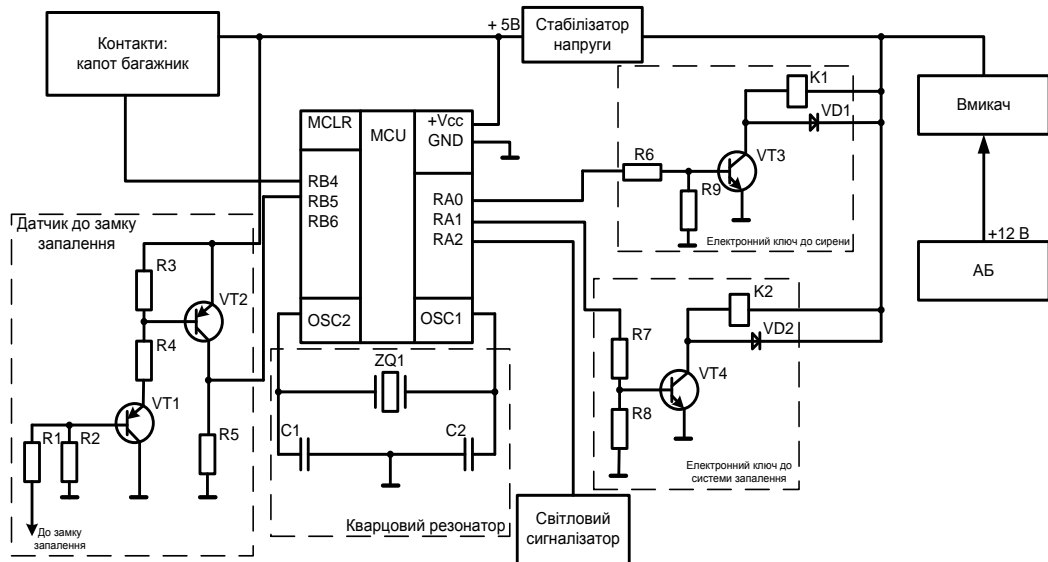 Контакти:
капот багажник
+ 5В
Стабілізатор
напруги
K1
VD1
Вмикач
MCLR
MCU
+Vcc
GND
R6
VT3
RB4
RB5
RB6
RA0
RA1
RA2
R9
Електронний ключ до сирени
+12 В
АБ
Датчик до замку
запалення
R3
VT2
R4
OSC2
OSC1
K2
VD2
R7
ZQ1
VT4
VT1
R8
R1
R2
R5
C1
C2
Електронний ключ до
системи запалення
Кварцовий резонатор
Світловий
сигналізатор
До замку
запалення